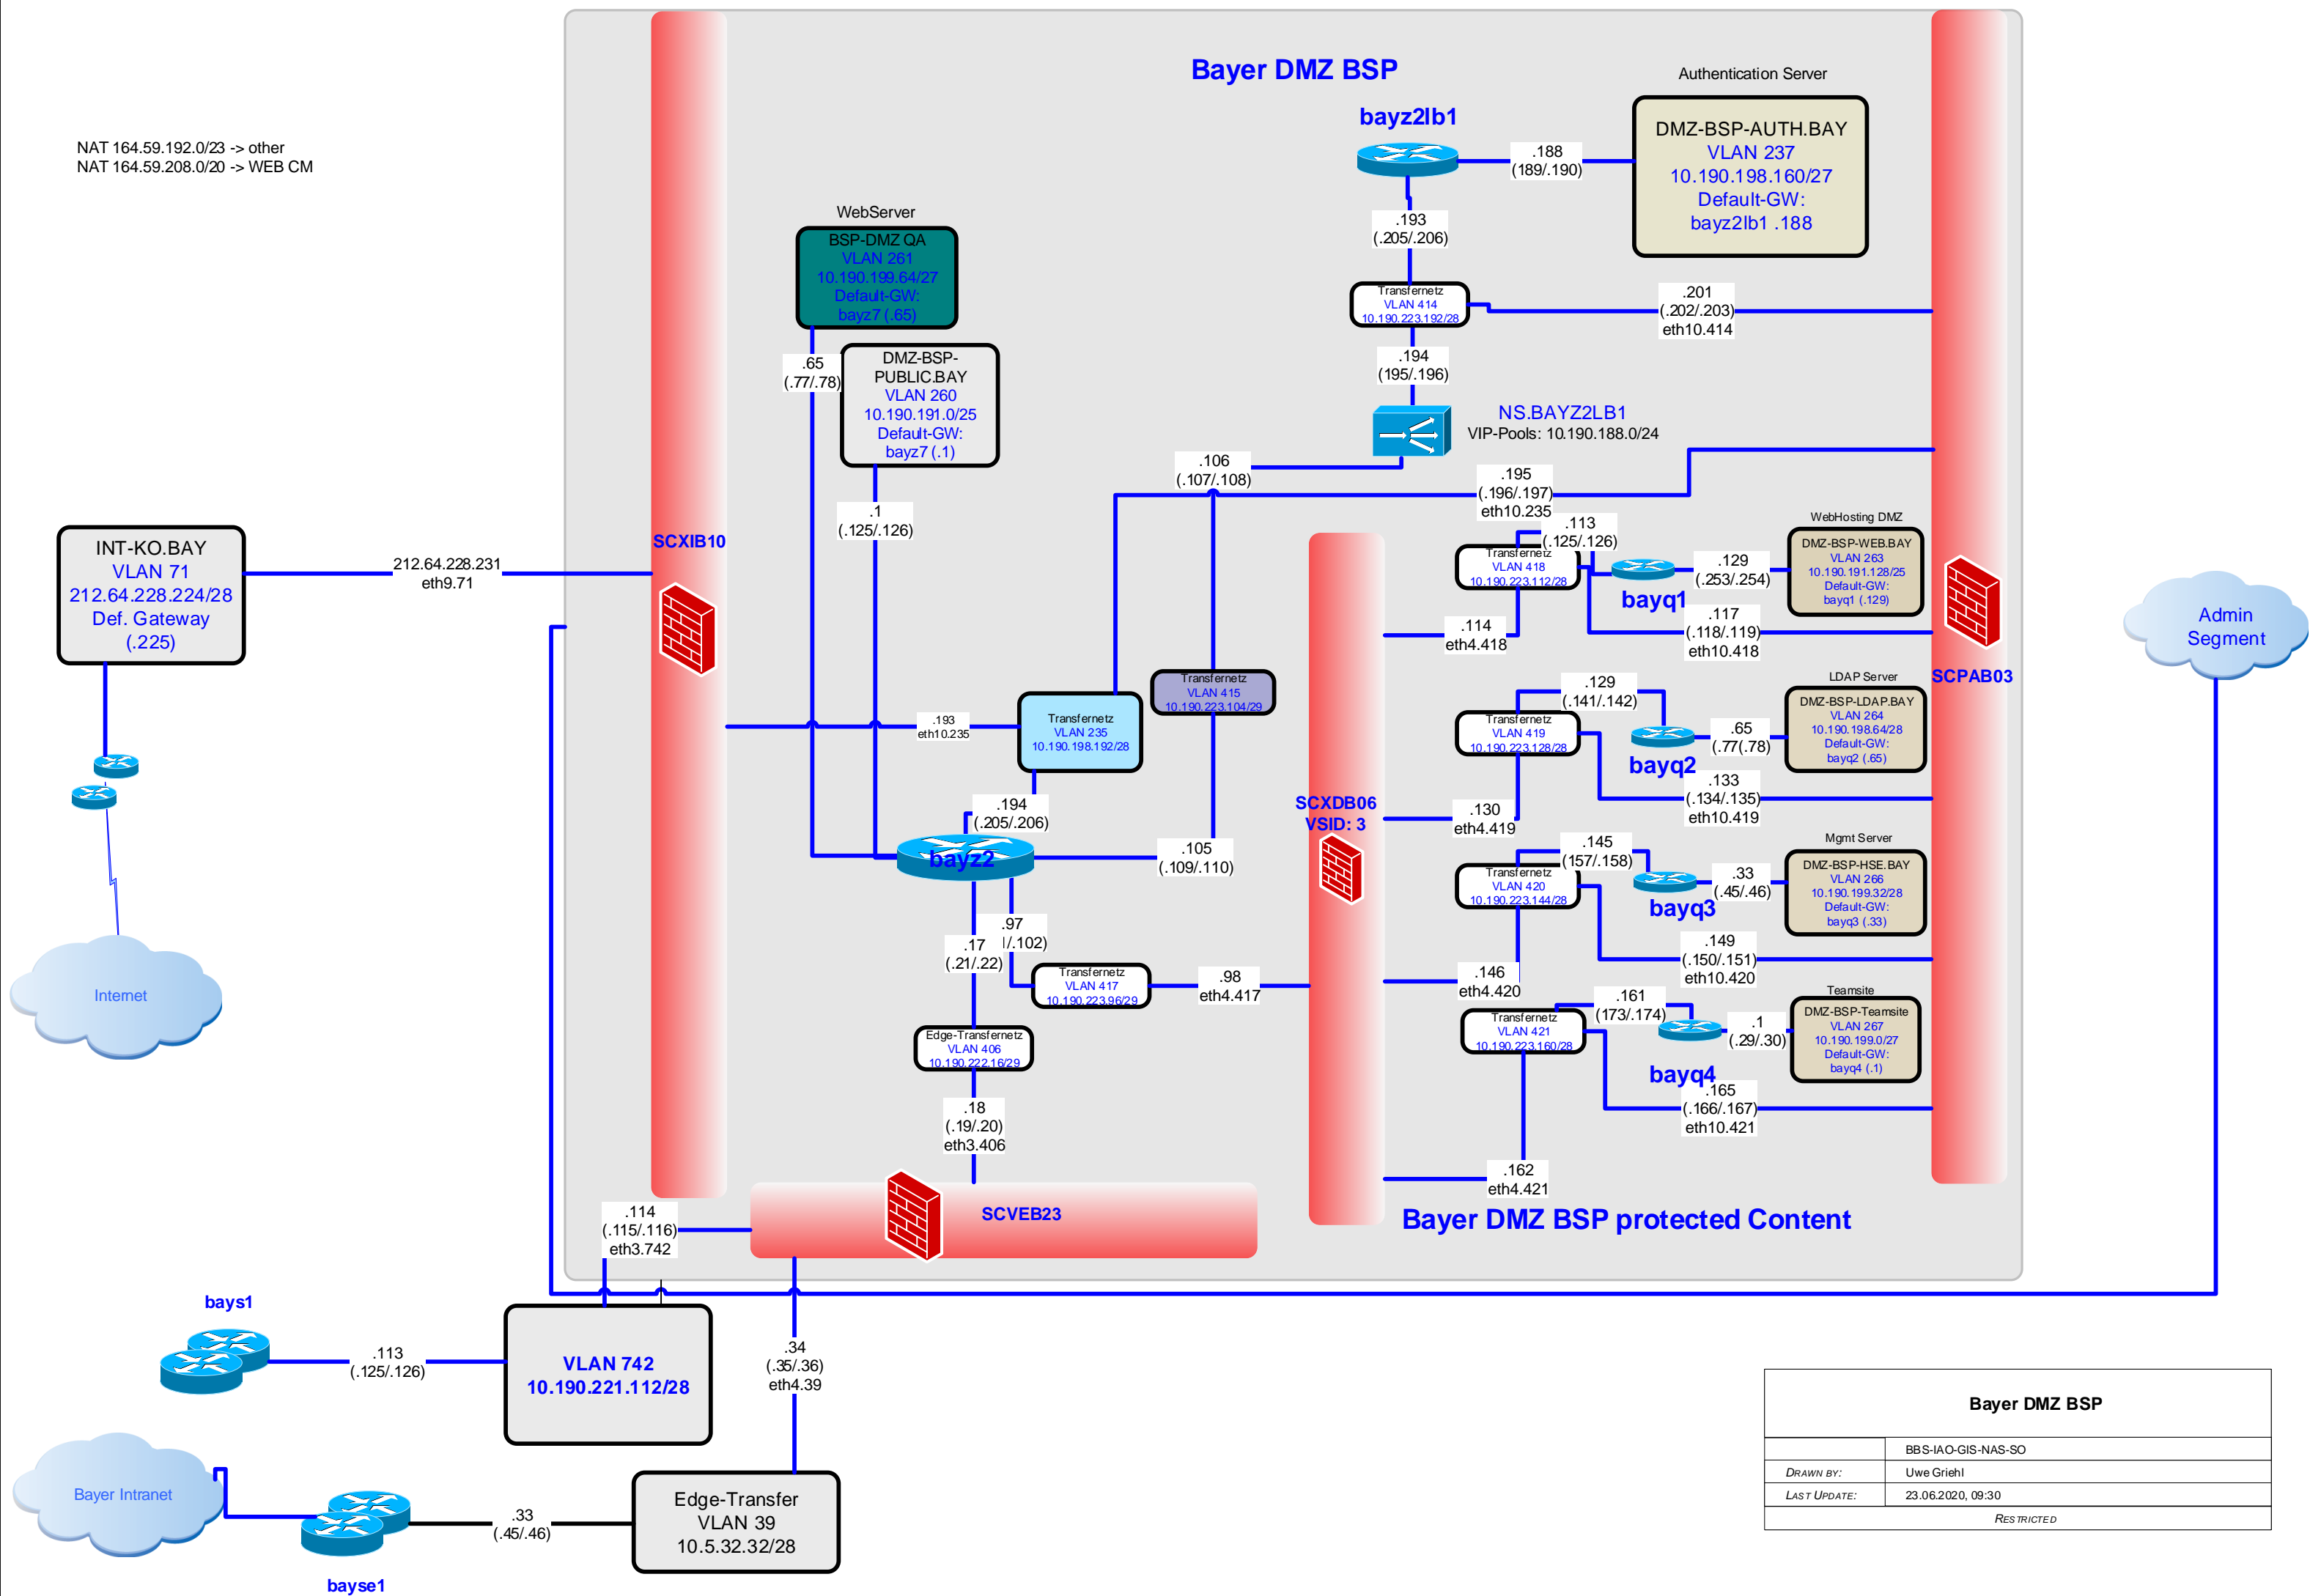 Bayer DMZ BSP
Authentication Server
bayz2lb1
DMZ-BSP-AUTH.BAY
VLAN 237
10.190.198.160/27
Default-GW:
bayz2lb1 .188
.188
(189/.190)
NAT 164.59.192.0/23 -> other
NAT 164.59.208.0/20 -> WEB CM
.193
(.205/.206)
WebServer
BSP-DMZ QA
VLAN 261
10.190.199.64/27
Default-GW:
bayz7 (.65)
Transfernetz
VLAN 414
10.190.223.192/28
.201
(.202/.203)
eth10.414
.65
(.77/.78)
DMZ-BSP-
PUBLIC.BAY
VLAN 260
10.190.191.0/25
Default-GW:
bayz7 (.1)
.194
(195/.196)
NS.BAYZ2LB1
VIP-Pools: 10.190.188.0/24
.106
(.107/.108)
.195
(.196/.197)
eth10.235
.1
(.125/.126)
SCXIB10
INT-KO.BAY
VLAN 71
212.64.228.224/28
Def. Gateway
(.225)
212.64.228.231
eth9.71
.113
(.125/.126)
Transfernetz
VLAN 418
10.190.223.112/28
bayq1
.129
(.253/.254)
WebHosting DMZ
DMZ-BSP-WEB.BAY
VLAN 263
10.190.191.128/25
Default-GW:
bayq1 (.129)
.114
eth4.418
.117
(.118/.119)
eth10.418
SCPAB03
Admin
Segment
Transfernetz
VLAN 415
10.190.223.104/29
.193
eth10.235
Transfernetz
VLAN 235
10.190.198.192/28
.129
(.141/.142)
Transfernetz
VLAN 419
10.190.223.128/28
bayq2
.65
(.77(.78)
LDAP Server
DMZ-BSP-LDAP.BAY
VLAN 264
10.190.198.64/28
Default-GW:
bayq2 (.65)
.133
(.134/.135)
eth10.419
.130
eth4.419
SCXDB06
VSID: 3
.194
(.205/.206)
bayz2
.105
(.109/.110)
.145
(157/.158)
Transfernetz
VLAN 420
10.190.223.144/28
bayq3
.33
(.45/.46)
Mgmt Server
DMZ-BSP-HSE.BAY
VLAN 266
10.190.199.32/28
Default-GW:
bayq3 (.33)
.149
(.150/.151)
eth10.420
.146
eth4.420
.97
/.102)
.17
(.21/.22)
Transfernetz
VLAN 417
10.190.223.96/29
.98
eth4.417
Internet
Edge-Transfernetz
VLAN 406
10.190.222.16/29
.161
(173/.174)
Transfernetz
VLAN 421
10.190.223.160/28
bayq4
.1
(.29/.30)
Teamsite
DMZ-BSP-Teamsite
VLAN 267
10.190.199.0/27
Default-GW:
bayq4 (.1)
.165
(.166/.167)
eth10.421
.162
eth4.421
.18
(.19/.20)
eth3.406
SCVEB23
Bayer DMZ BSP protected Content
.114
(.115/.116)
eth3.742
bays1
.113
(.125/.126)
VLAN 742
10.190.221.112/28
.34
(.35/.36)
eth4.39
Bayer Intranet
bayse1
.33
(.45/.46)
Edge-Transfer
VLAN 39
10.5.32.32/28
Bayer DMZ BSP
BBS-IAO-GIS-NAS-SO
DRAWN BY: Uwe Griehl
LAST UPDATE: 23.06.2020, 09:30
RESTRICTED